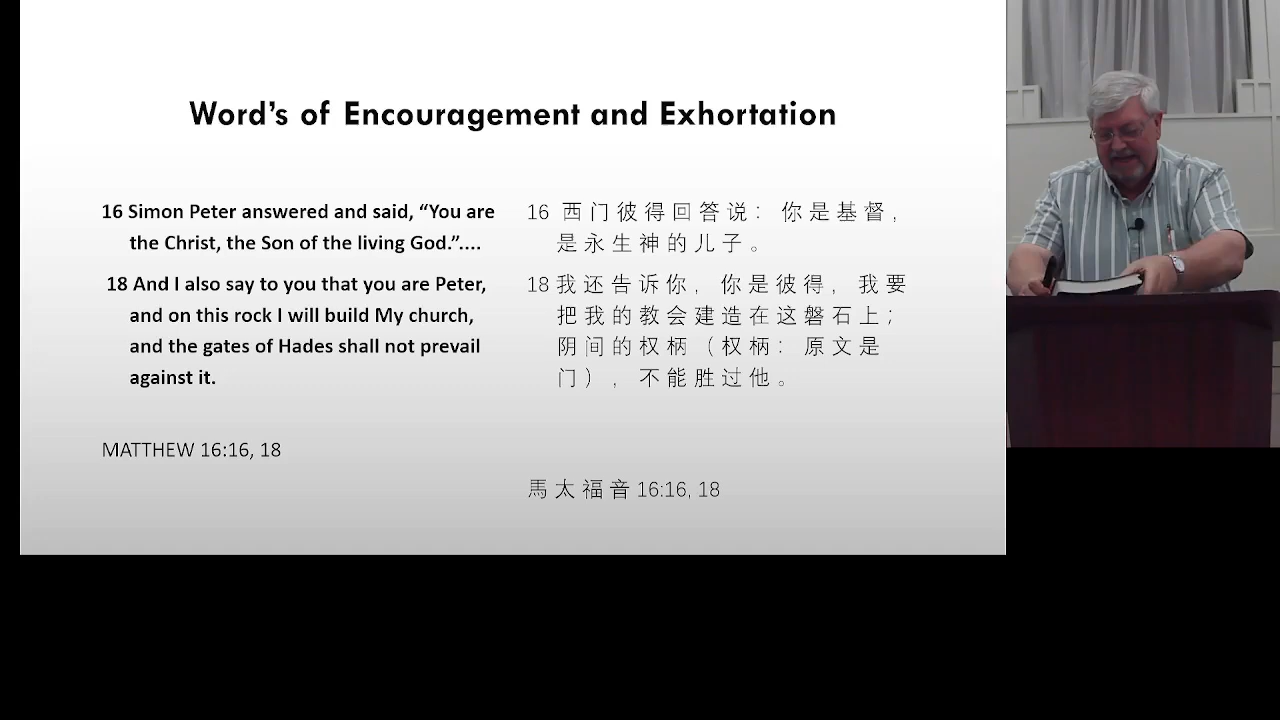 Word’s of Encouragement and Exhortation
16 Simon Peter answered and said, “You are
the Christ, the Son of the living God.”....
18 And I also say to you that you are Peter,
and on this rock I will build My church,
and the gates of Hades shall not prevail
against it.
MATTHEW 16:16, 18
16 西门彼得回答说：你是基督，
是永生神的儿子。
18 我还告诉你，你是彼得，我要
把我的教会建造在这磐石上；
阴间的权柄（权柄：原文是
门），不能胜过他。
馬太福音 16:16, 18